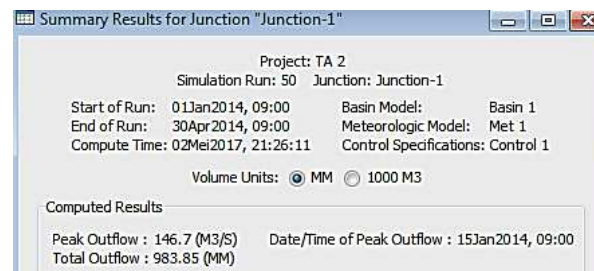 Summary Results for Junction "Junction-1"
Project: TA 2
Simulation Run: 50 Junction: Junction-1
Start of Run: 01Jan2014, 09:00 Basin Model: Basin 1
End of Run: 30Apr2014, 09:00 Meteorologic Model: Met 1
Compute Time: 02Mei2017, 21:26:11 Control Specifications: Control 1
Volume Units: MM 1000 M3
Computed Results
Peak Outflow : 146.7 (M3/S) Date/Time of Peak Outflow : 15Jan2014, 09:00
Total Outflow : 983.85 (MM)